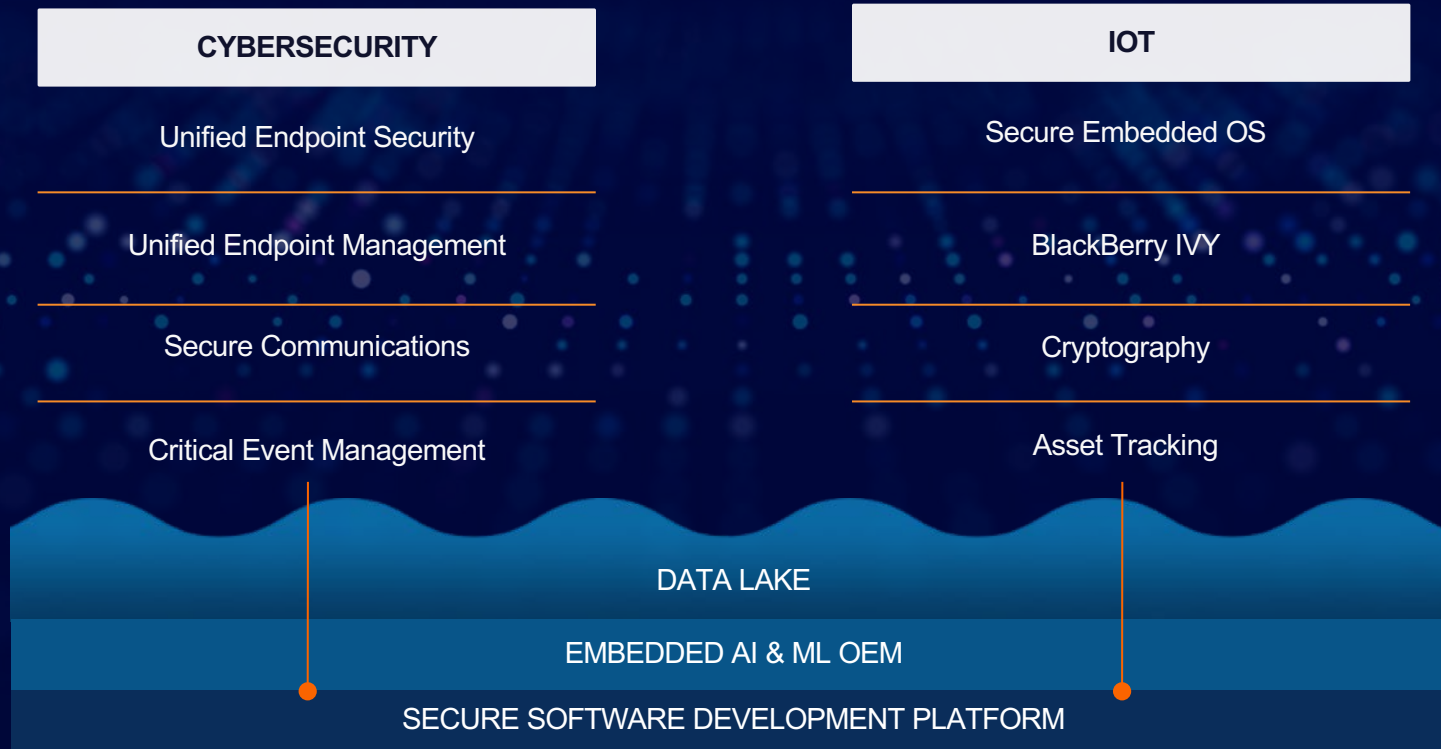 CYBERSECURITY
Unified Endpoint Security
Unified Endpoint Management
Secure Communications
Critical Event Management
IOT
Secure Embedded OS
BlackBerry IVY
Cryptography
Asset Tracking
DATA LAKE
EMBEDDED AI & ML OEM
SECURE SOFTWARE DEVELOPMENT PLATFORM